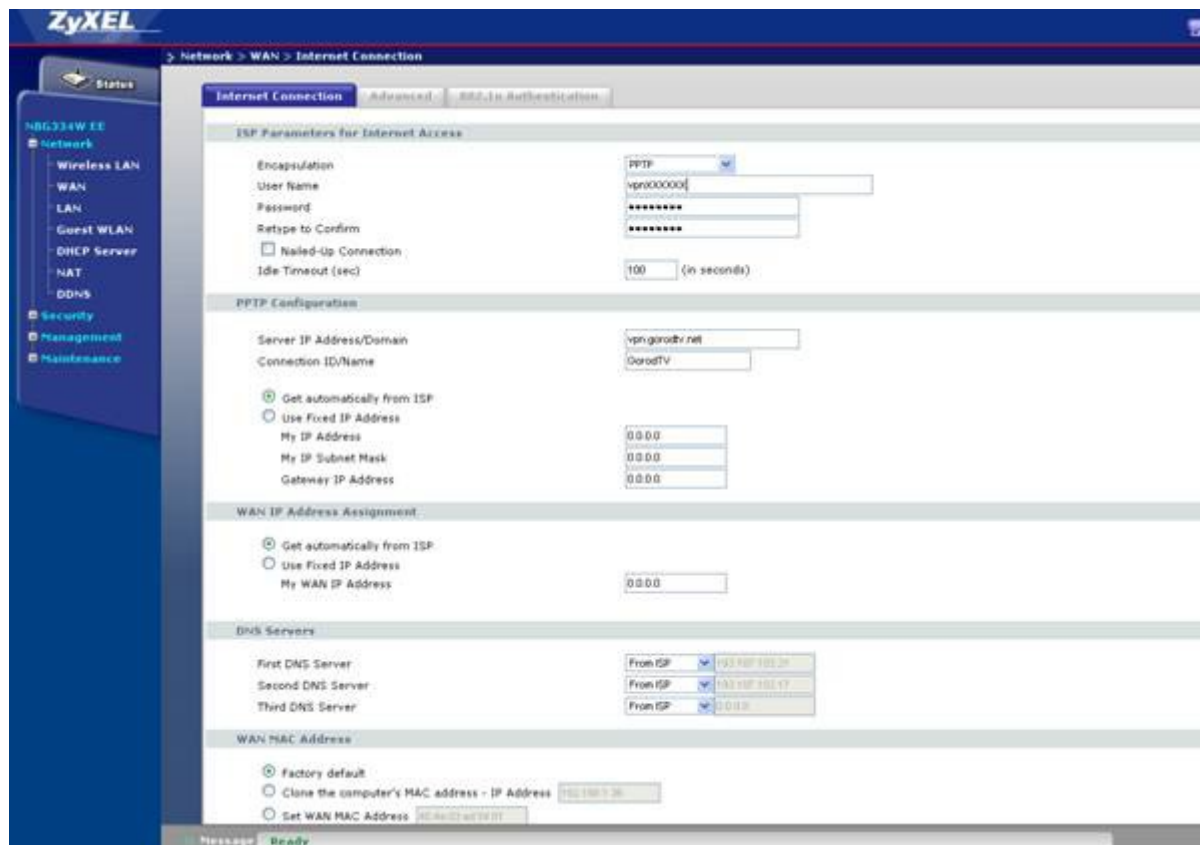 ZyXEL
Network > WAN > Internet Connection
Status
Internet Connection
Advanced
802.1x Authentication
NBG334W EE
Network
Wireless LAN
WAN
LAN
Guest WLAN
DHCP Server
NAT
DDNS
Security
Management
Maintenance
ISP Parameters for Internet Access
Encapsulation PPTP
User Name
Password ●●●●●●●●
Retype to Confirm ●●●●●●●●
Nailed-Up Connection
Idle Timeout (sec) 100 (in seconds)
PPTP Configuration
Server IP Address/Domain vpn.gorodtv.net
Connection ID/Name GorodTV
Get automatically from ISP
Use Fixed IP Address
My IP Address 0.0.0.0
My IP Subnet Mask 0.0.0.0
Gateway IP Address 0.0.0.0
WAN IP Address Assignment
Get automatically from ISP
Use Fixed IP Address
My WAN IP Address 0.0.0.0
DNS Servers
First DNS Server From ISP
Second DNS Server From ISP
Third DNS Server From ISP 0.0.0.0
WAN MAC Address
Factory default
Clone the computer's MAC address - IP Address
Set WAN MAC Address
Message Ready